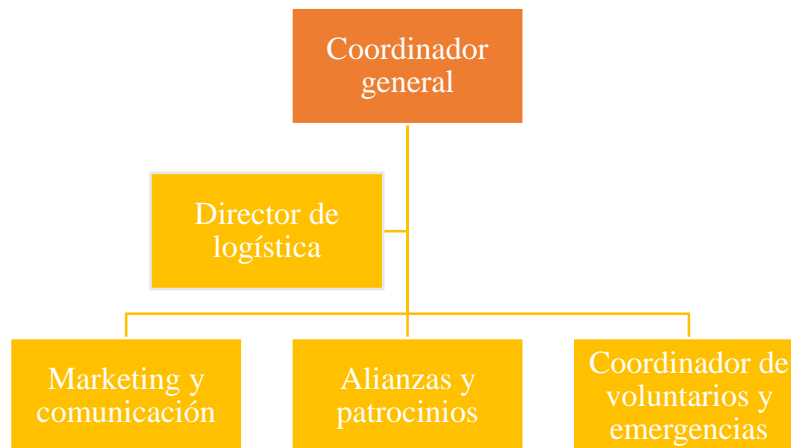 Coordinador
general
Director de
logística
Marketing y
comunicación
Alianzas y
patrocinios
Coordinador de
voluntarios y
emergencias